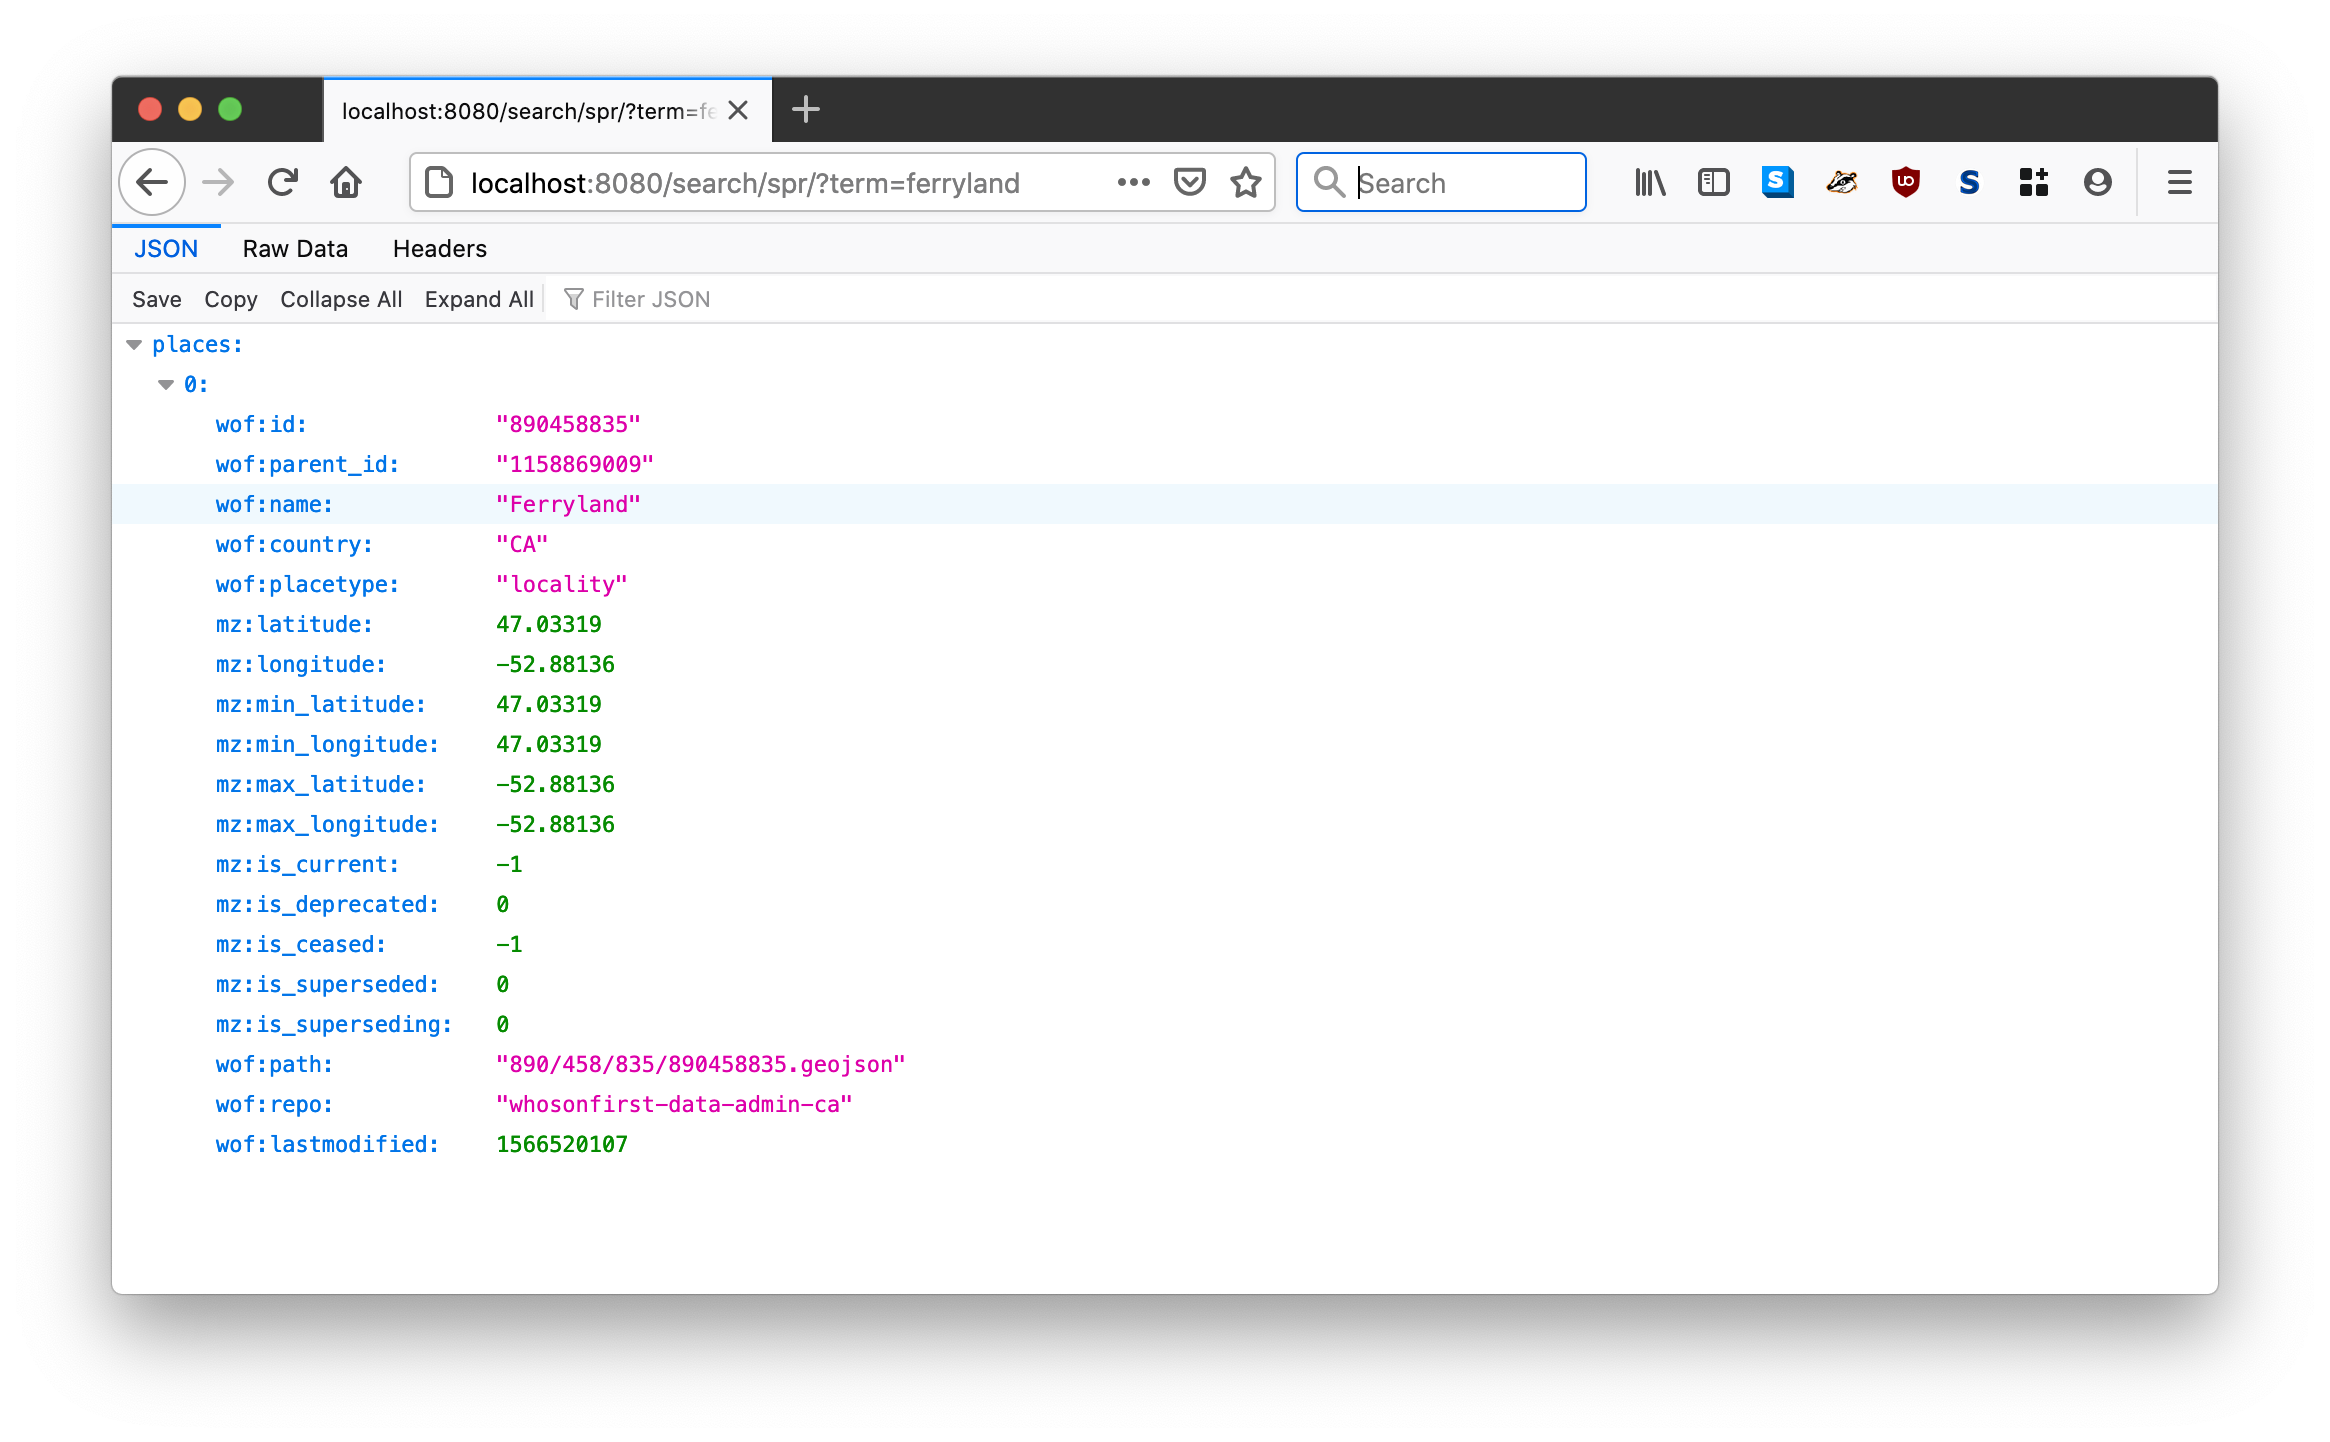 localhost:8080/search/spr/?term=fe
localhost:8080/search/spr/?term=ferryland
Search
JSON Raw Data Headers
Save Copy Collapse All Expand All Filter JSON
places:
0:
wof:id: "890458835"
wof:parent_id: "1158869009"
wof:name: "Ferryland"
wof:country: "CA"
wof:placetype: "locality"
mz:latitude: 47.03319
mz:longitude: -52.88136
mz:min_latitude: 47.03319
mz:min_longitude: 47.03319
mz:max_latitude: -52.88136
mz:max_longitude: -52.88136
mz:is_current: -1
mz:is_deprecated: 0
mz:is_ceased: -1
mz:is_superseded: 0
mz:is_superseding: 0
wof:path: "890/458/835/890458835.geojson"
wof:repo: "whosonfirst-data-admin-ca"
wof:lastmodified: 1566520107